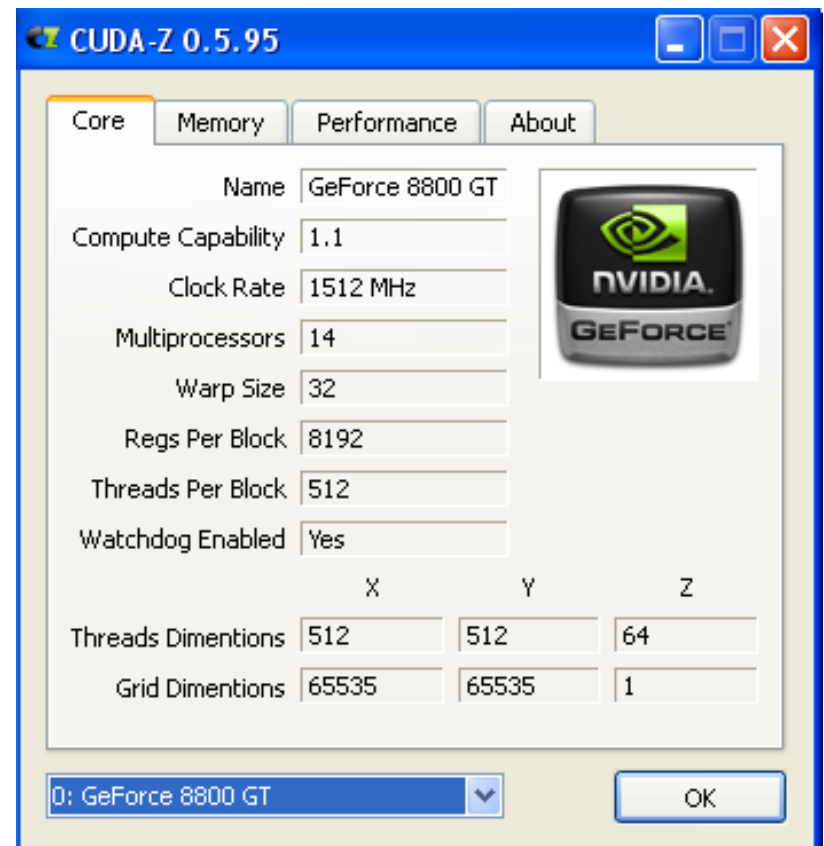 CUDA-Z 0.5.95
Core Memory Performance About
Name GeForce 8800 GT
Compute Capability 1.1
Clock Rate 1512 MHz
Multiprocessors 14
Warp Size 32
Regs Per Block 8192
Threads Per Block 512
Watchdog Enabled Yes
NVIDIA.
GEFORCE
X Y Z
Threads Dimentions 512 512 64
Grid Dimentions 65535 65535 1
0: GeForce 8800 GT
OK